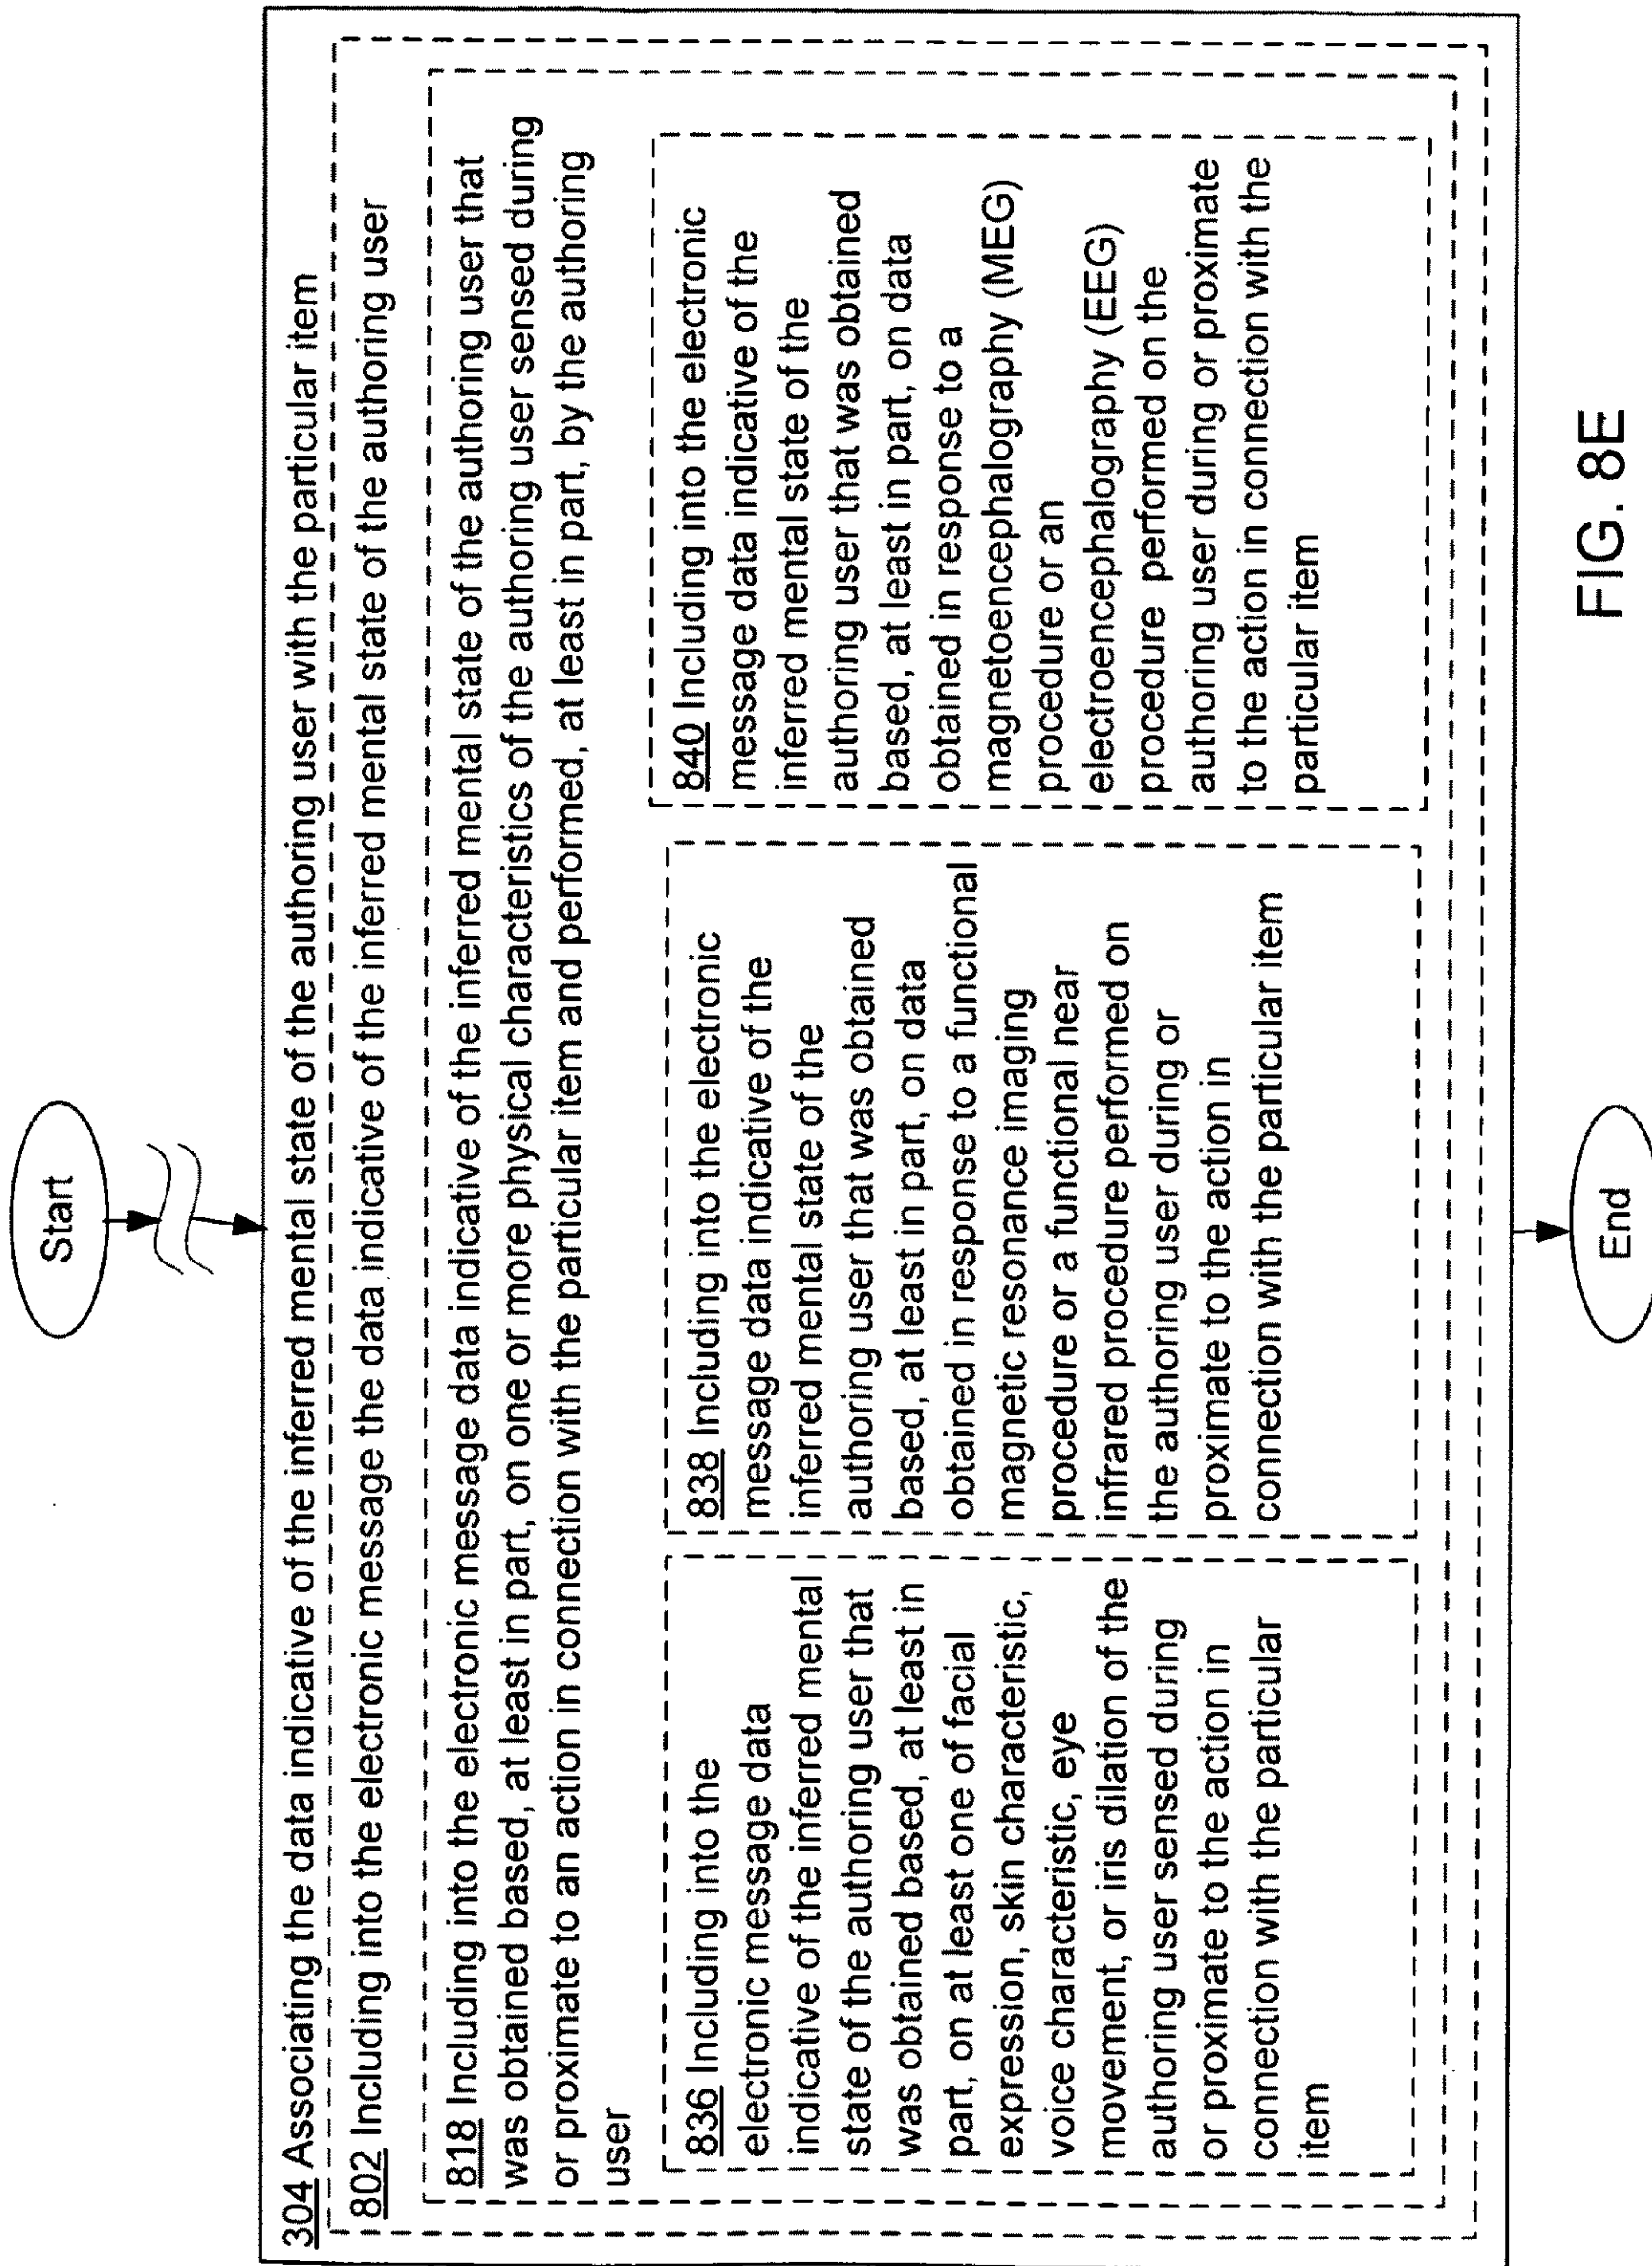 Start
304 Associating the data indicative of the inferred mental state of the authoring user with the particular item
802 Including into the electronic message the data indicative of the inferred mental state of the authoring user
818 Including into the electronic message data indicative of the inferred mental state of the authoring user that
was obtained based, at least in part, on one or more physical characteristics of the authoring user sensed during
or proximate to an action in connection with the particular item and performed, at least in part, by the authoring
user
836 Including into the
electronic message data
indicative of the inferred mental
state of the authoring user that
was obtained based, at least in
part, on at least one of facial
expression, skin characteristic,
voice characteristic, eye
movement, or iris dilation of the
authoring user sensed during
or proximate to the action in
connection with the particular
item
838 Including into the electronic
message data indicative of the
inferred mental state of the
authoring user that was obtained
based, at least in part, on data
obtained in response to a functional
magnetic resonance imaging
procedure or a functional near
infrared procedure performed on
the authoring user during or
proximate to the action in
connection with the particular item
840 Including into the electronic
message data indicative of the
inferred mental state of the
authoring user that was obtained
based, at least in part, on data
obtained in response to a
magnetoencephalography (MEG)
procedure or an
electroencephalography (EEG)
procedure performed on the
authoring user during or proximate
to the action in connection with the
particular item
End
FIG. 8E